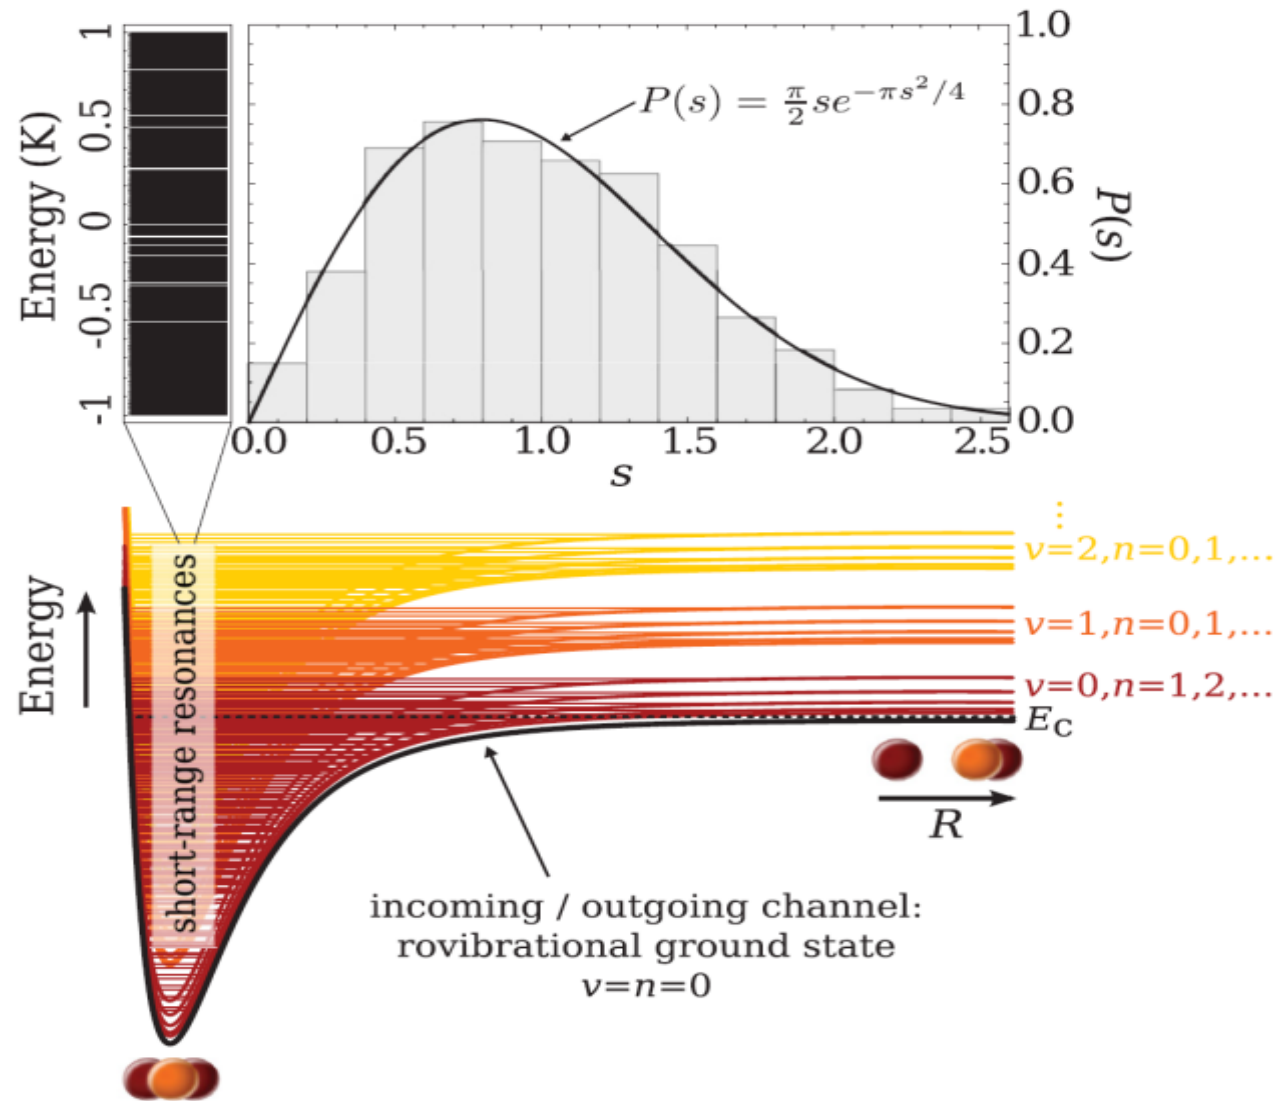 Energy (K)
1
0.5
0
-0.5
-1
P(s) = π/2 se^{-πs²/4}
1.0
0.8
0.6
0.4
0.2
0.0
P(s)
0.0 0.5 1.0 1.5 2.0 2.5
s
Energy
short-range resonances
⋮
v=2,n=0,1,...
v=1,n=0,1,...
v=0,n=1,2,...
E_C
R
incoming / outgoing channel:
rovibrational ground state
v=n=0